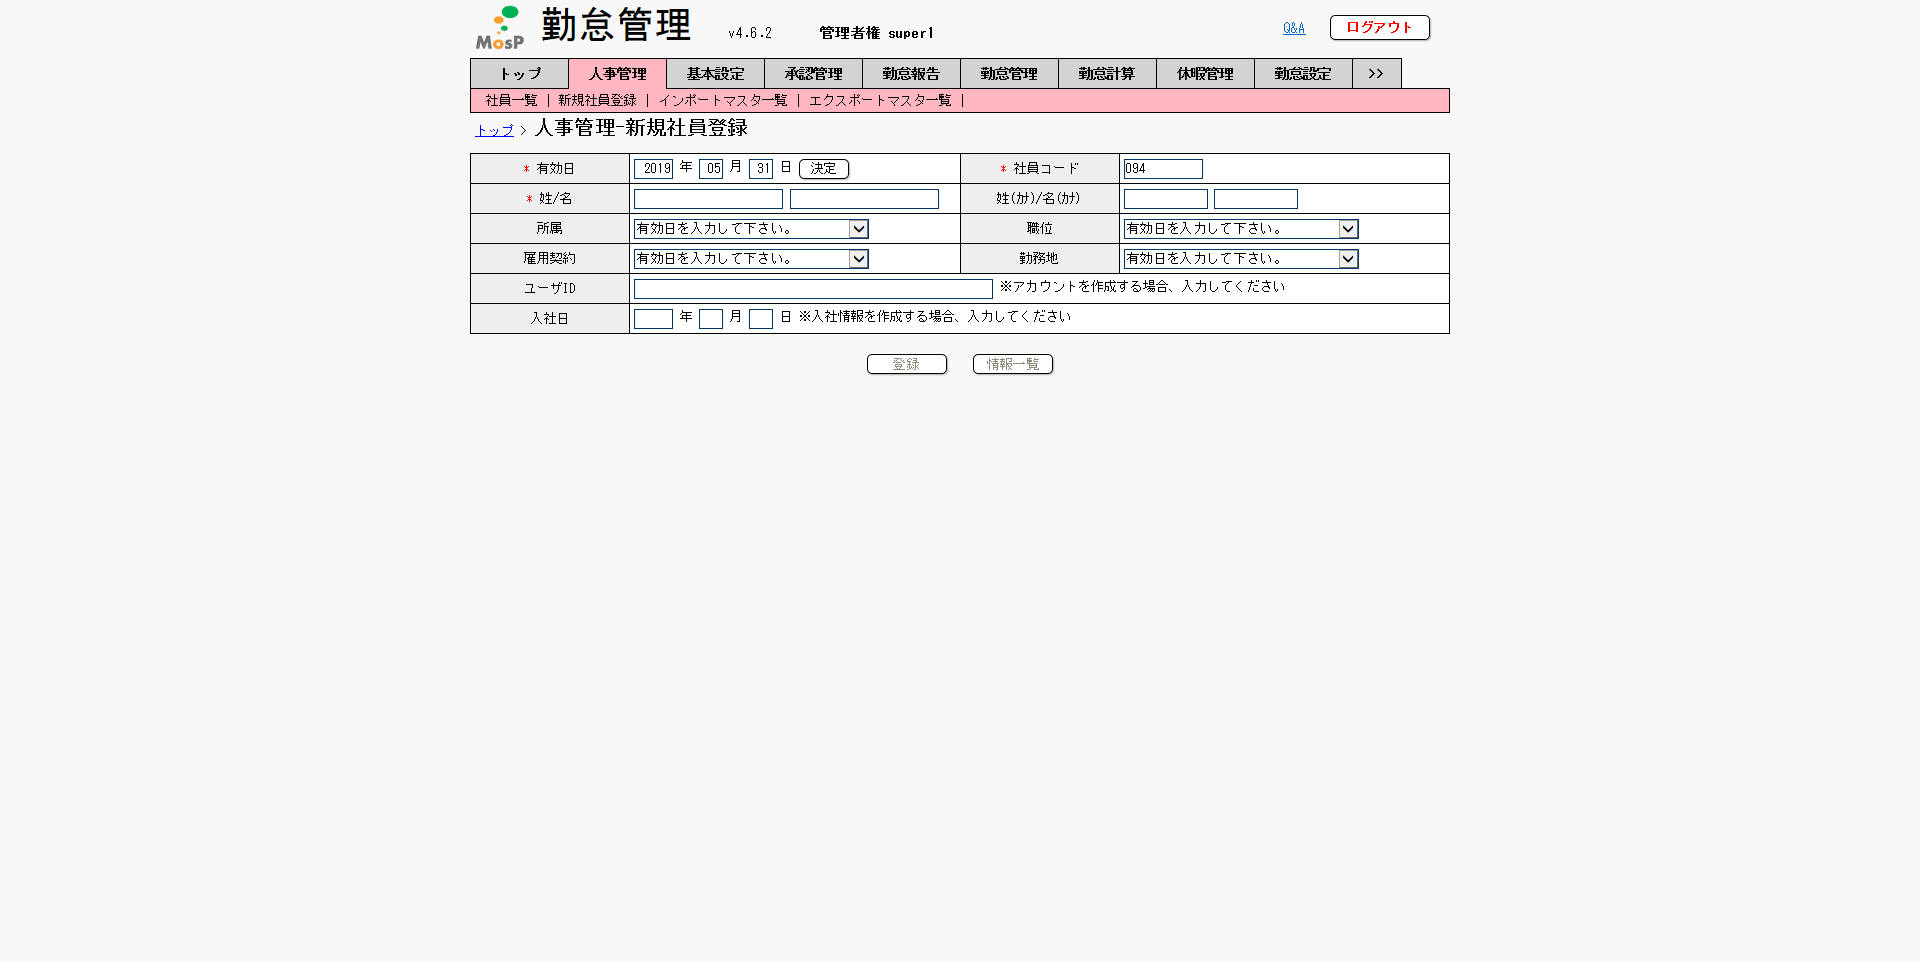 MosP 勤怠管理 v4.6.2 管理者権 super1 Q&A ログアウト
トップ 人事管理 基本設定 承認管理 勤怠報告 勤怠管理 勤怠計算 休暇管理 勤怠設定 >>
社員一覧 | 新規社員登録 | インポートマスタ一覧 | エクスポートマスタ一覧 |
トップ > 人事管理-新規社員登録
* 有効日 2019 年 05 月 31 日 決定 * 社員コード 094
* 姓/名 姓(ｶﾅ)/名(ｶﾅ)
所属 有効日を入力して下さい。 職位 有効日を入力して下さい。
雇用契約 有効日を入力して下さい。 勤務地 有効日を入力して下さい。
ユーザID ※アカウントを作成する場合、入力してください
入社日 年 月 日 ※入社情報を作成する場合、入力してください
登録 情報一覧